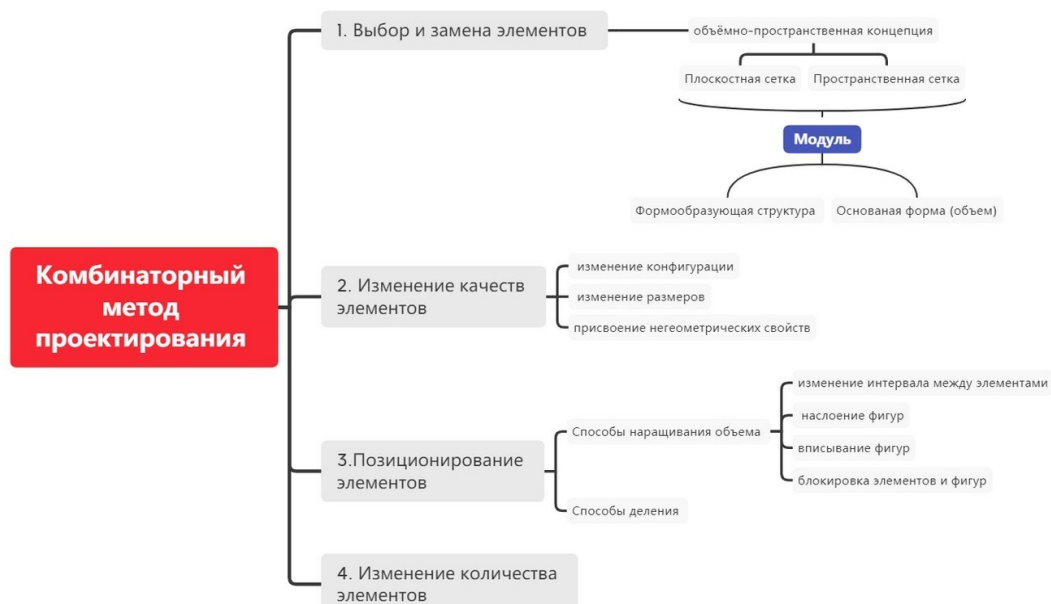 Комбинаторный
метод
проектирования
1. Выбор и замена элементов
объёмно-пространственная концепция
Плоскостная сетка
Пространственная сетка
Модуль
Формообразующая структура
Основаная форма (объем)
2. Изменение качеств
элементов
изменение конфигурации
изменение размеров
присвоение негеометрических свойств
3.Позиционирование
элементов
Способы наращивания объема
изменение интервала между элементами
наслоение фигур
вписывание фигур
блокировка элементов и фигур
Способы деления
4. Изменение количества
элементов